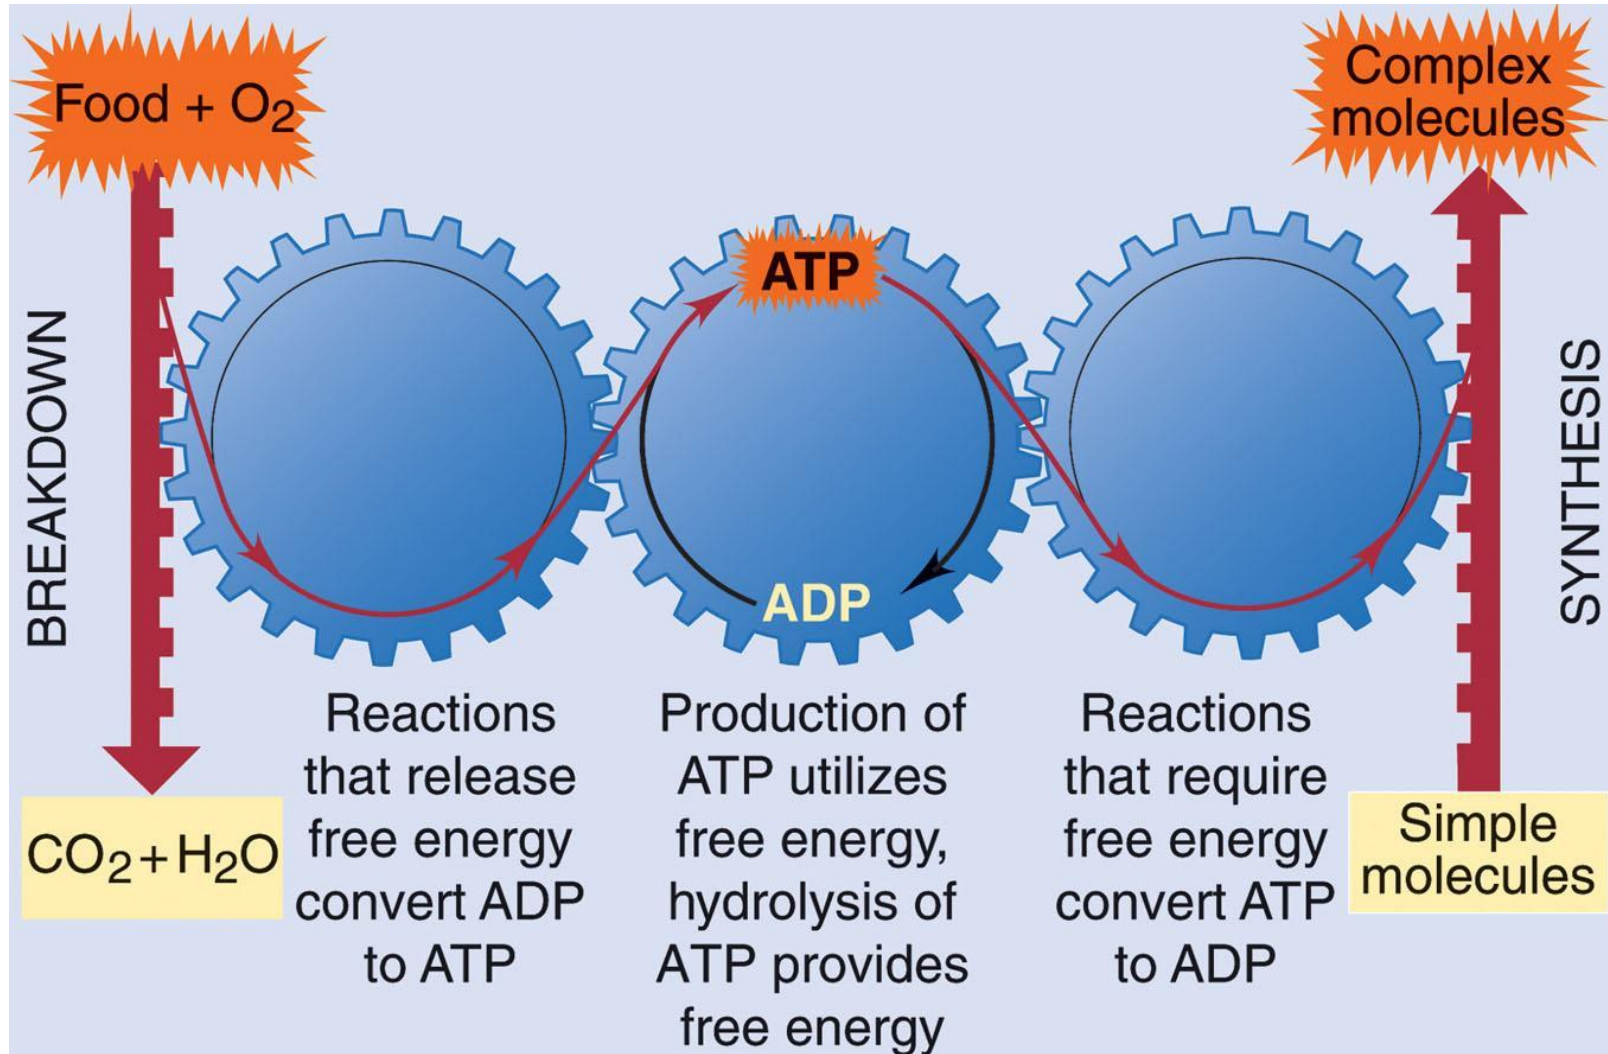 Food + O₂
Complex
molecules
BREAKDOWN
ATP
ADP
SYNTHESIS
CO₂+H₂O
Reactions
that release
free energy
convert ADP
to ATP
Production of
ATP utilizes
free energy,
hydrolysis of
ATP provides
free energy
Reactions
that require
free energy
convert ATP
to ADP
Simple
molecules